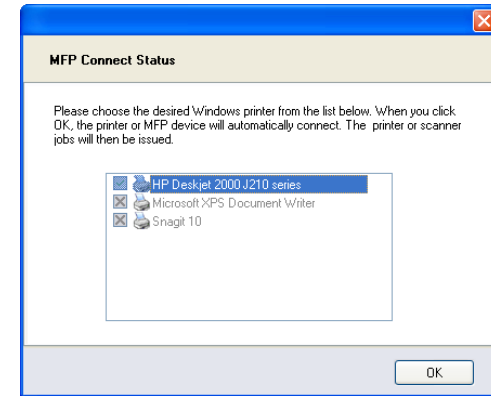 MFP Connect Status
Please choose the desired Windows printer from the list below. When you click
OK, the printer or MFP device will automatically connect. The printer or scanner
jobs will then be issued.
HP Deskjet 2000 J210 series
Microsoft XPS Document Writer
Snagit 10
OK